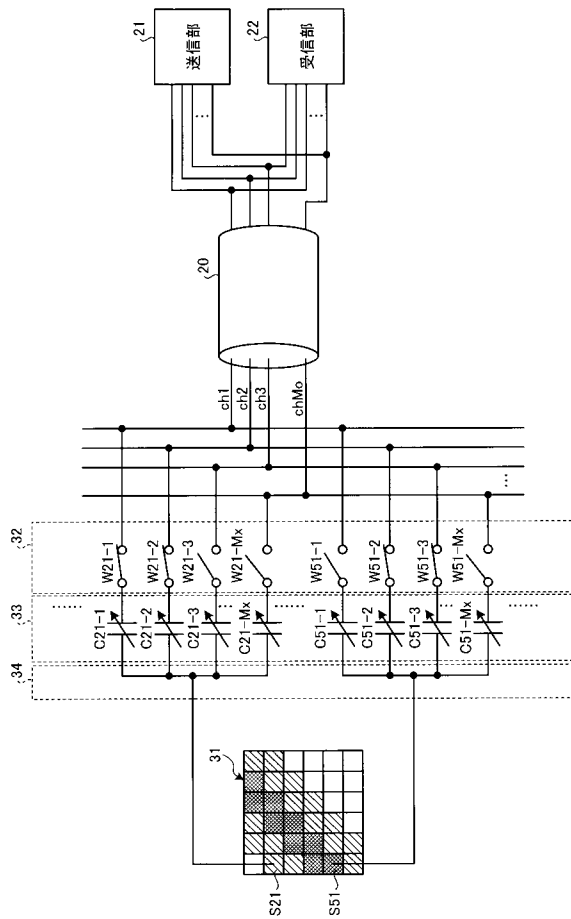 21
送信部
…
22
受信部
…
20
ch1
ch2
ch3
chMo
…
32
W21-1
W21-2
W21-3
W21-Mx
W51-1
W51-2
W51-3
W51-Mx
33
……
C21-1
C21-2
C21-3
C21-Mx
……
C51-1
C51-2
C51-3
C51-Mx
……
34
31
S21
S51